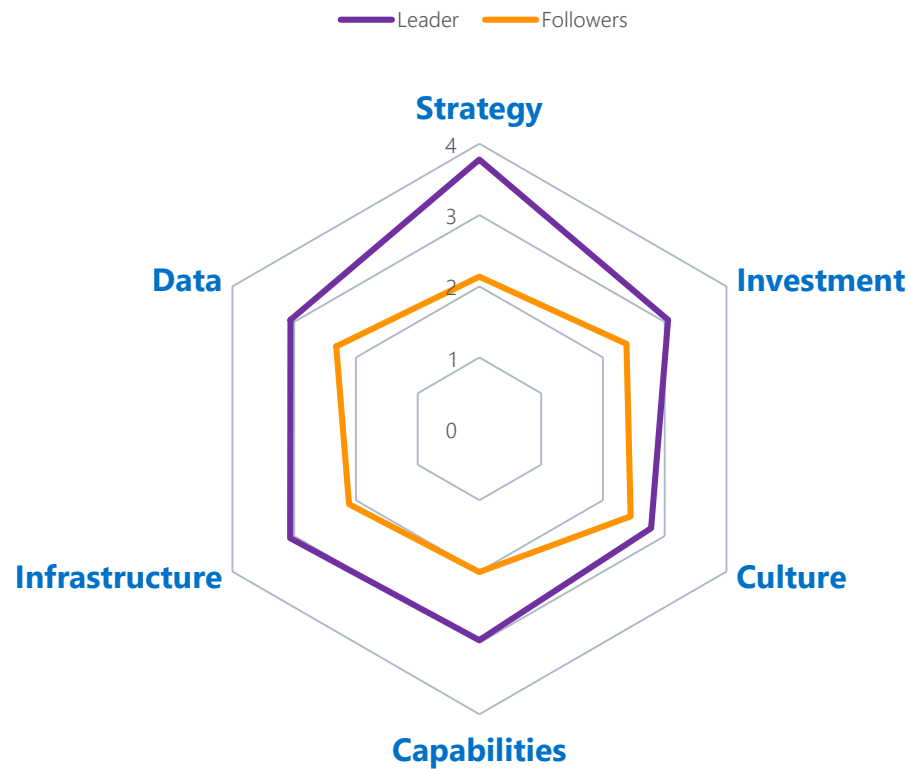 Leader Followers
Strategy
4
3
Data
Investment
2
1
0
Infrastructure
Culture
Capabilities